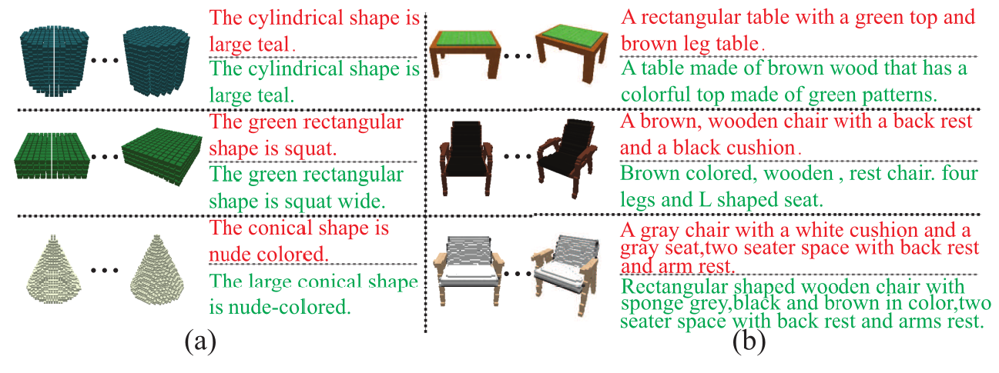 The cylindrical shape is
large teal.
The cylindrical shape is
large teal.
The green rectangular
shape is squat.
The green rectangular
shape is squat wide.
The conical shape is
nude colored.
The large conical shape
is nude-colored.
(a)
A rectangular table with a green top and
brown leg table.
A table made of brown wood that has a
colorful top made of green patterns.
A brown, wooden chair with a back rest
and a black cushion.
Brown colored, wooden , rest chair. four
legs and L shaped seat.
A gray chair with a white cushion and a
gray seat,two seater space with back rest
and arm rest.
Rectangular shaped wooden chair with
sponge grey,black and brown in color,two
seater space with back rest and arms rest.
(b)